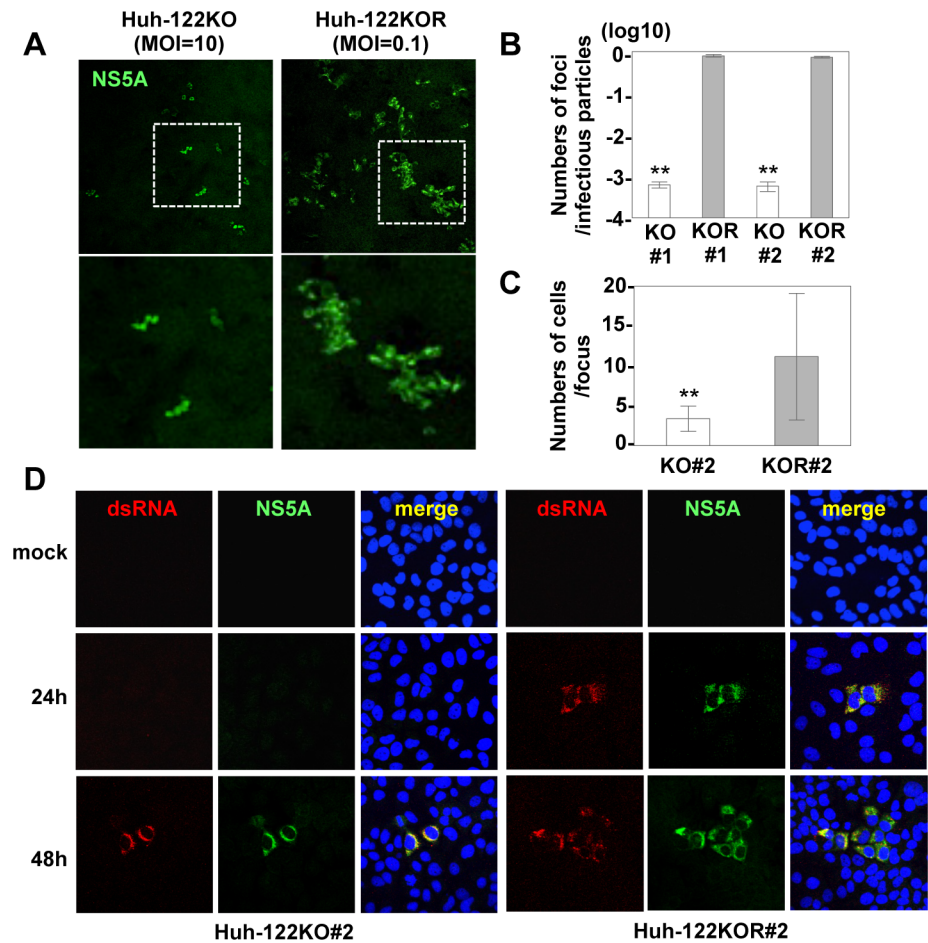 A
Huh-122KO
(MOI=10)
Huh-122KOR
(MOI=0.1)
NS5A
B
(log10)
Numbers of foci
/infectious particles
0
-1
-3
-4
**
**
KO
#1
KOR
#1
KO
#2
KOR
#2
C
Numbers of cells
/focus
20
15
10
5
0
**
KO#2
KOR#2
D
dsRNA
NS5A
merge
dsRNA
NS5A
merge
mock
24h
48h
Huh-122KO#2
Huh-122KOR#2